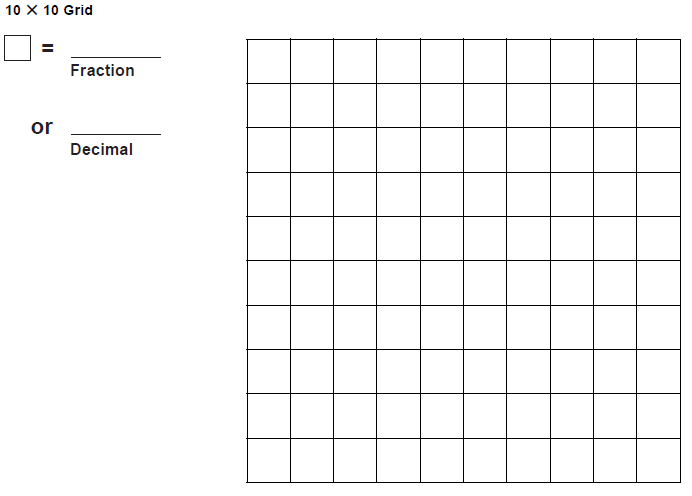 10 × 10 Grid
=
Fraction
or
Decimal